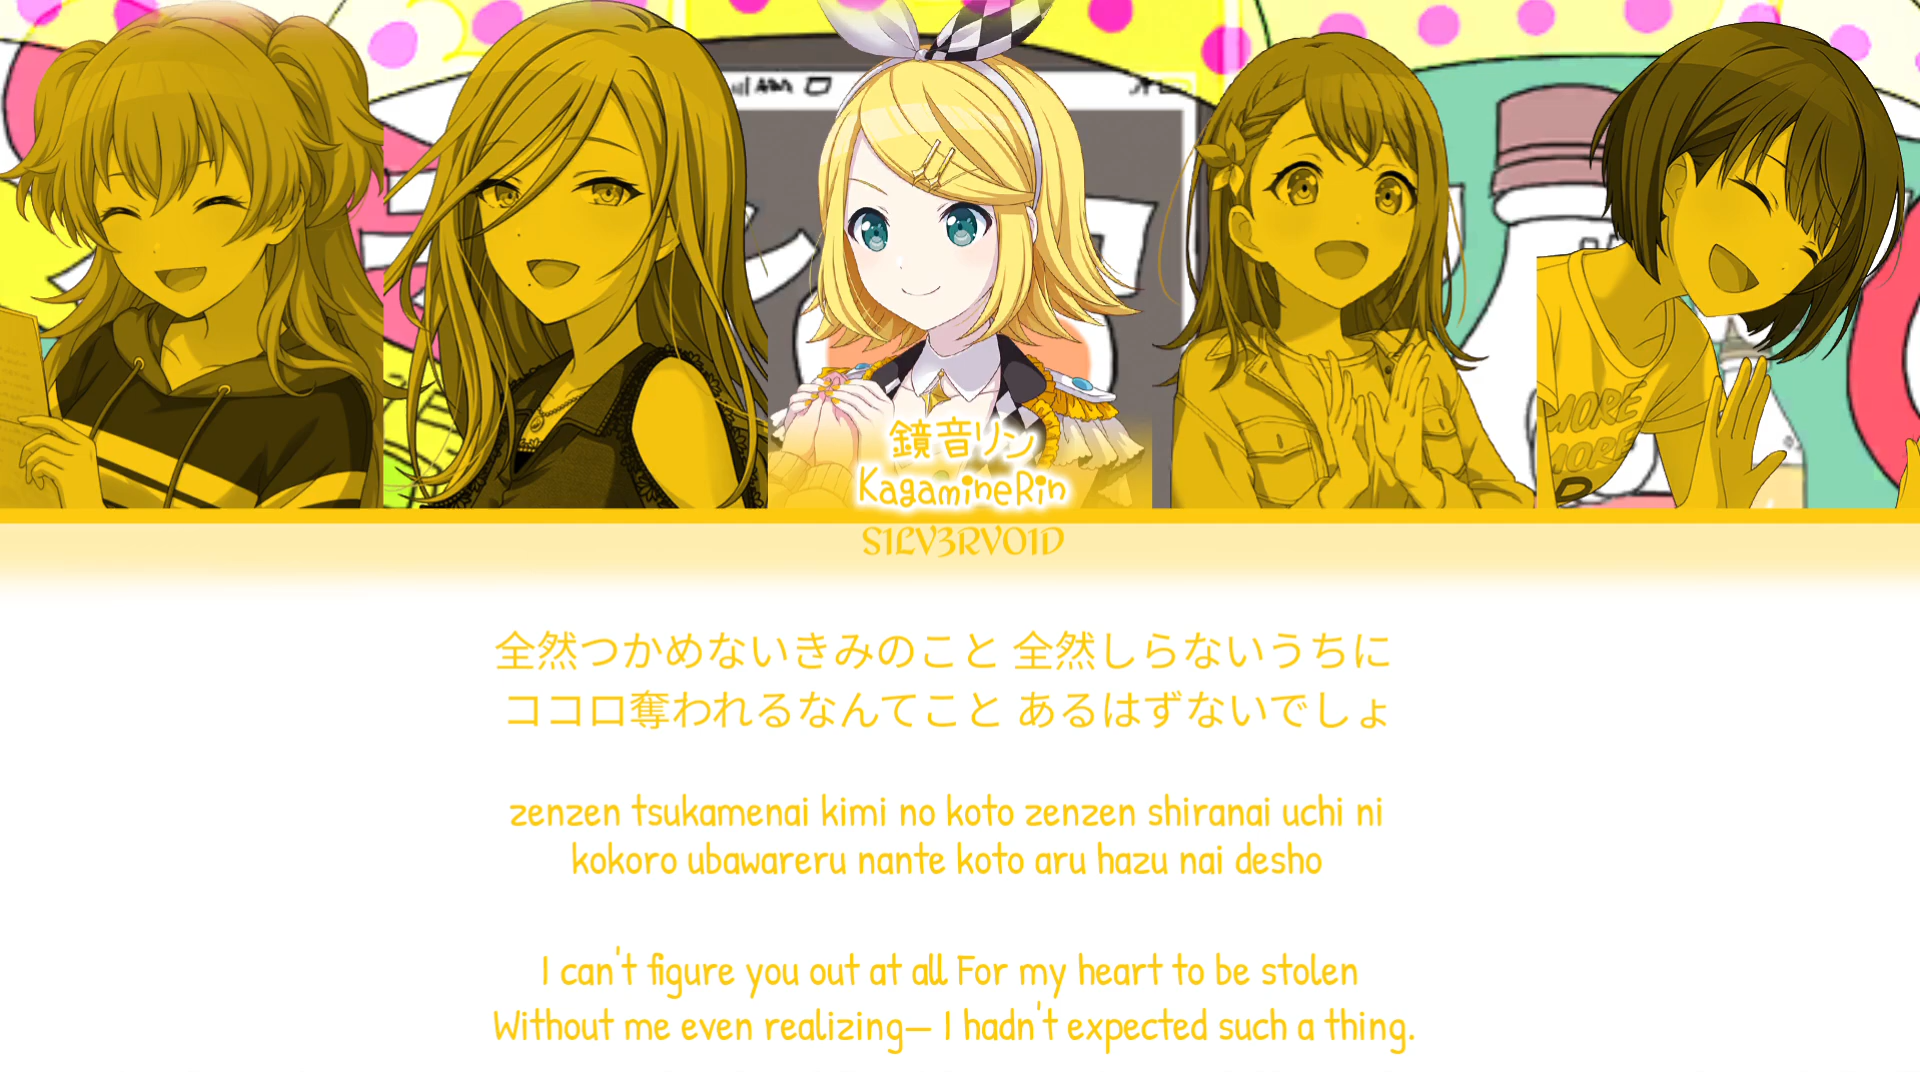 MORE
MORE
鏡音リン
KagamineRin
S1LV3RVO1D
全然つかめないきみのこと 全然しらないうちに
ココロ奪われるなんてこと あるはずないでしょ
zenzen tsukamenai kimi no koto zenzen shiranai uchi ni
kokoro ubawareru nante koto aru hazu nai desho
I can't figure you out at all For my heart to be stolen
Without me even realizing— I hadn't expected such a thing.